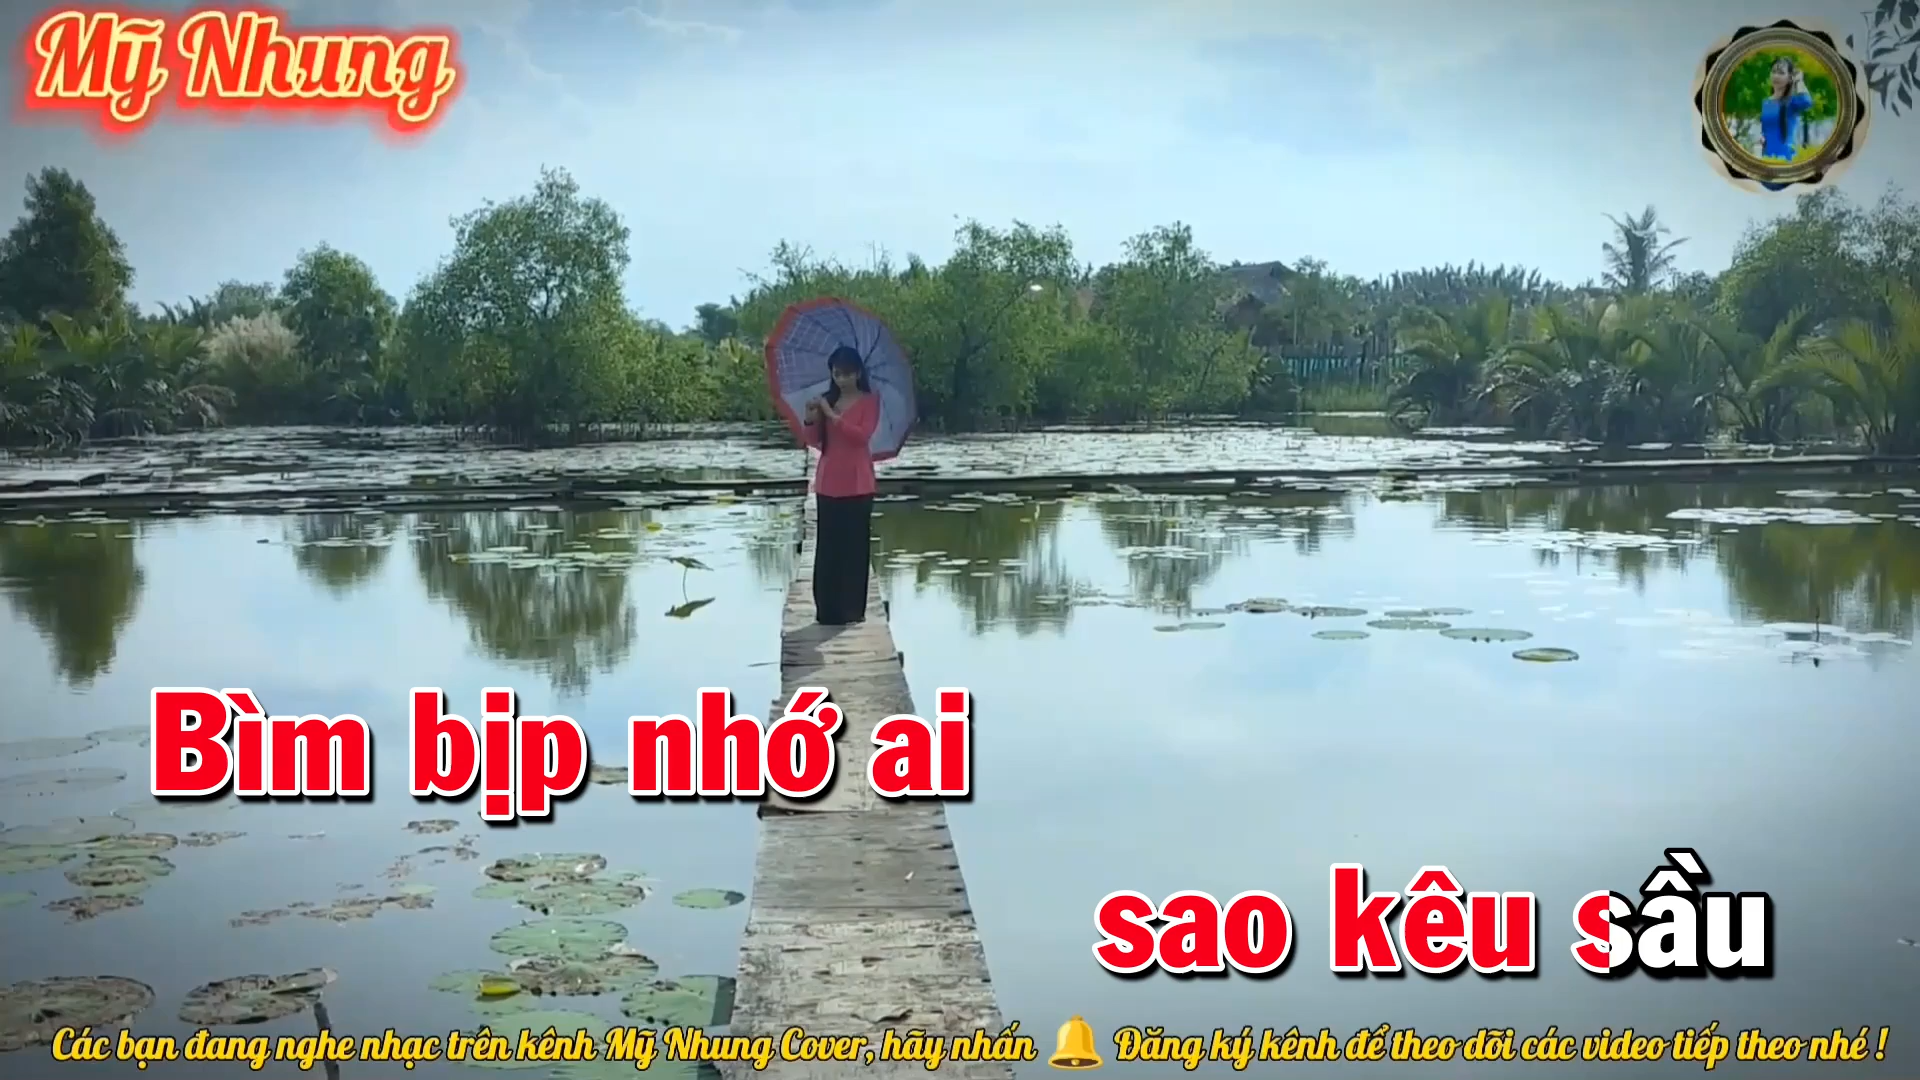 Mỹ Nhung
Bìm bịp nhớ ai
sao kêu sầu
Các bạn đang nghe nhạc trên kênh Mỹ Nhung Cover, hãy nhấn 🔔 Đăng ký kênh để theo dõi các video tiếp theo nhé !